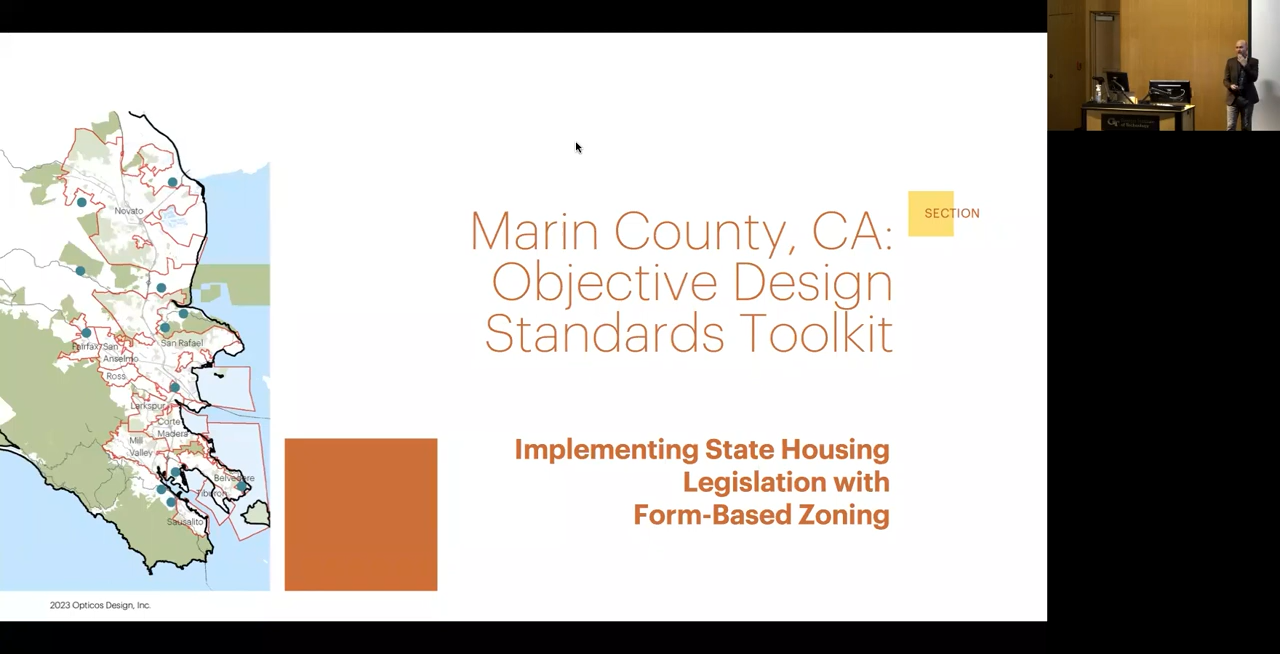 Marin County, CA:
Objective Design
Standards Toolkit
SECTION
Implementing State Housing
Legislation with
Form-Based Zoning
Novato
Fairfax
San
Anselmo
San Rafael
Ross
Larkspur
Corte
Madera
Mill
Valley
Belvedere
Tiburon
Sausalito
2023 Opticos Design, Inc.